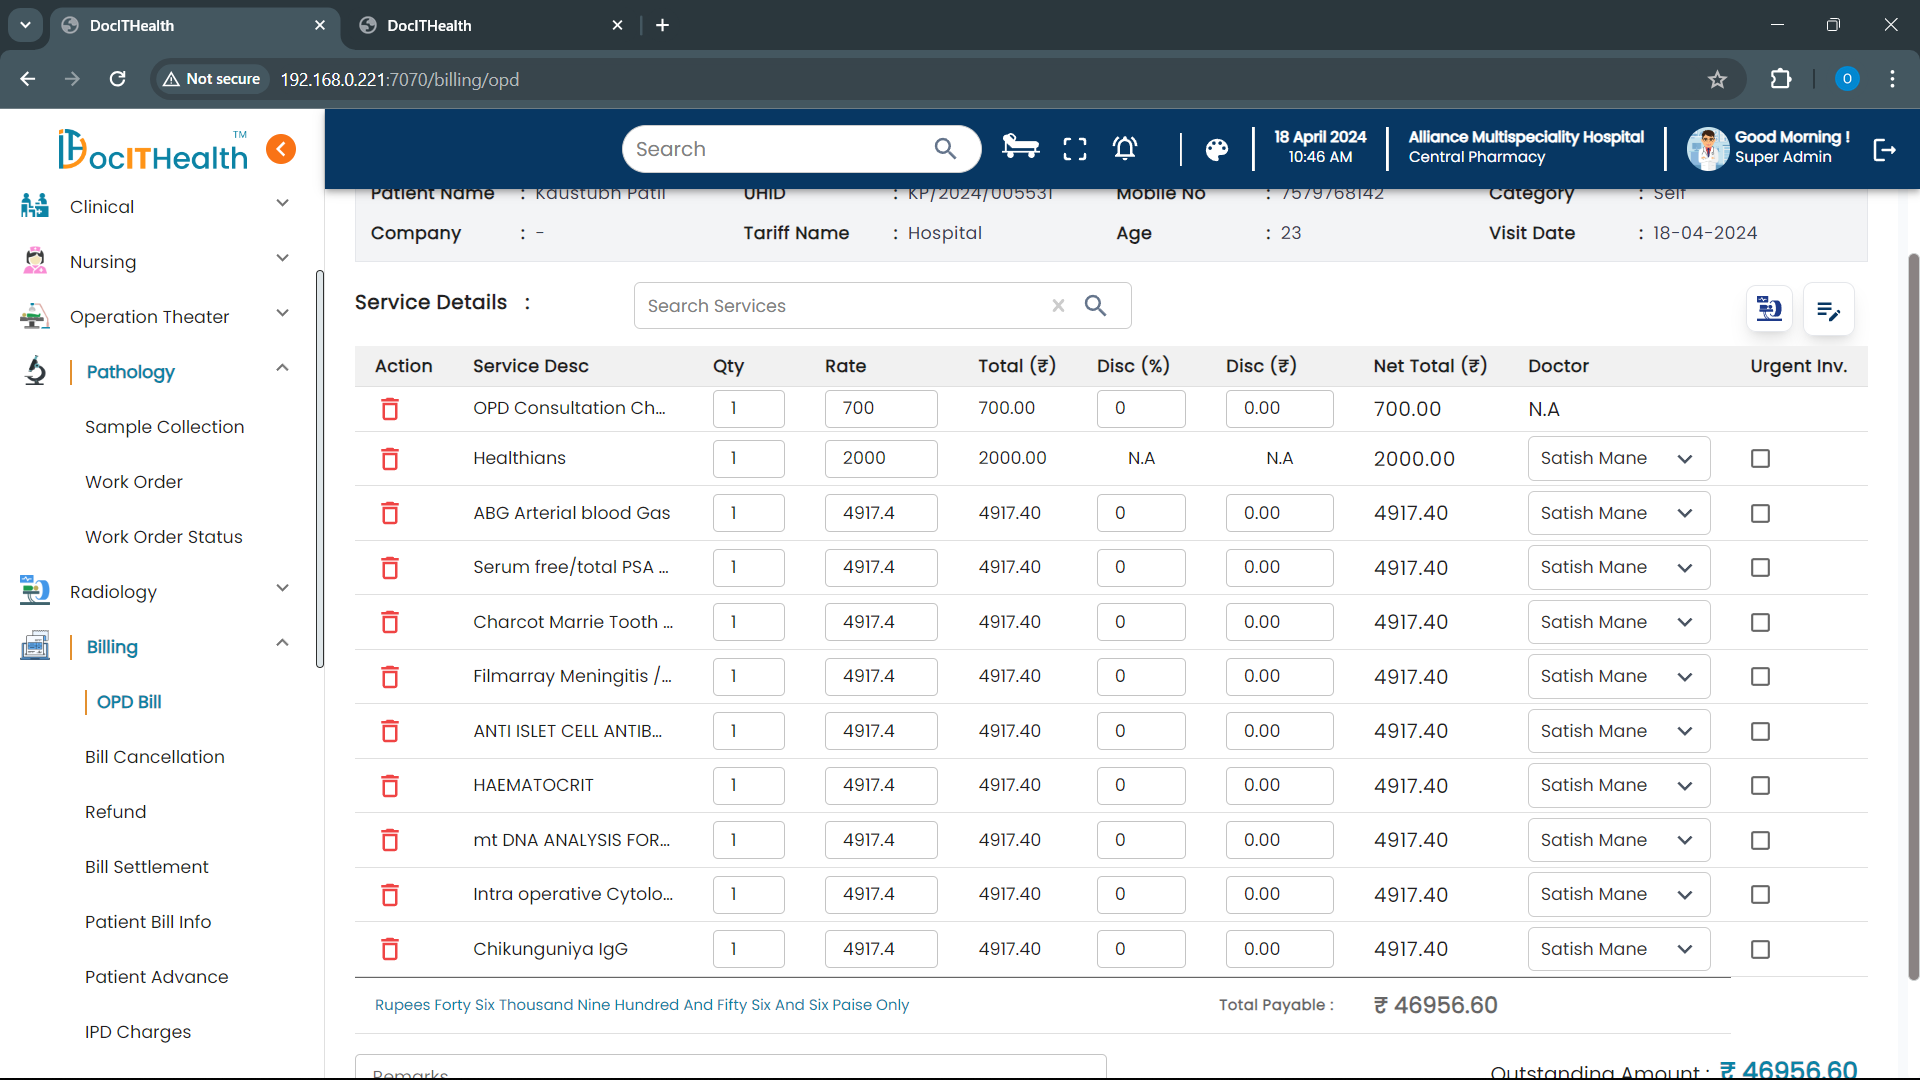 DocITHealth
DocITHealth
Not secure
192.168.0.221:7070/billing/opd
DocITHealth TM
Search
18 April 2024
10:46 AM
Alliance Multispeciality Hospital
Central Pharmacy
Good Morning !
Super Admin
O
Clinical
Nursing
Operation Theater
Pathology
Sample Collection
Work Order
Work Order Status
Radiology
Billing
OPD Bill
Bill Cancellation
Refund
Bill Settlement
Patient Bill Info
Patient Advance
IPD Charges
Patient Name : Kaustubh Patil UHID : KP/2024/005531 Mobile No : 7579768142 Category : Self
Company : - Tariff Name : Hospital Age : 23 Visit Date : 18-04-2024
Service Details :
Search Services
Action Service Desc Qty Rate Total (₹) Disc (%) Disc (₹) Net Total (₹) Doctor Urgent Inv.
OPD Consultation Ch... 1 700 700.00 0 0.00 700.00 N.A
Healthians 1 2000 2000.00 N.A N.A 2000.00 Satish Mane
ABG Arterial blood Gas 1 4917.4 4917.40 0 0.00 4917.40 Satish Mane
Serum free/total PSA ... 1 4917.4 4917.40 0 0.00 4917.40 Satish Mane
Charcot Marrie Tooth ... 1 4917.4 4917.40 0 0.00 4917.40 Satish Mane
Filmarray Meningitis /... 1 4917.4 4917.40 0 0.00 4917.40 Satish Mane
ANTI ISLET CELL ANTIB... 1 4917.4 4917.40 0 0.00 4917.40 Satish Mane
HAEMATOCRIT 1 4917.4 4917.40 0 0.00 4917.40 Satish Mane
mt DNA ANALYSIS FOR... 1 4917.4 4917.40 0 0.00 4917.40 Satish Mane
Intra operative Cytolo... 1 4917.4 4917.40 0 0.00 4917.40 Satish Mane
Chikunguniya IgG 1 4917.4 4917.40 0 0.00 4917.40 Satish Mane
Rupees Forty Six Thousand Nine Hundred And Fifty Six And Six Paise Only Total Payable : ₹ 46956.60
Remarks
Outstanding Amount : ₹ 46956.60